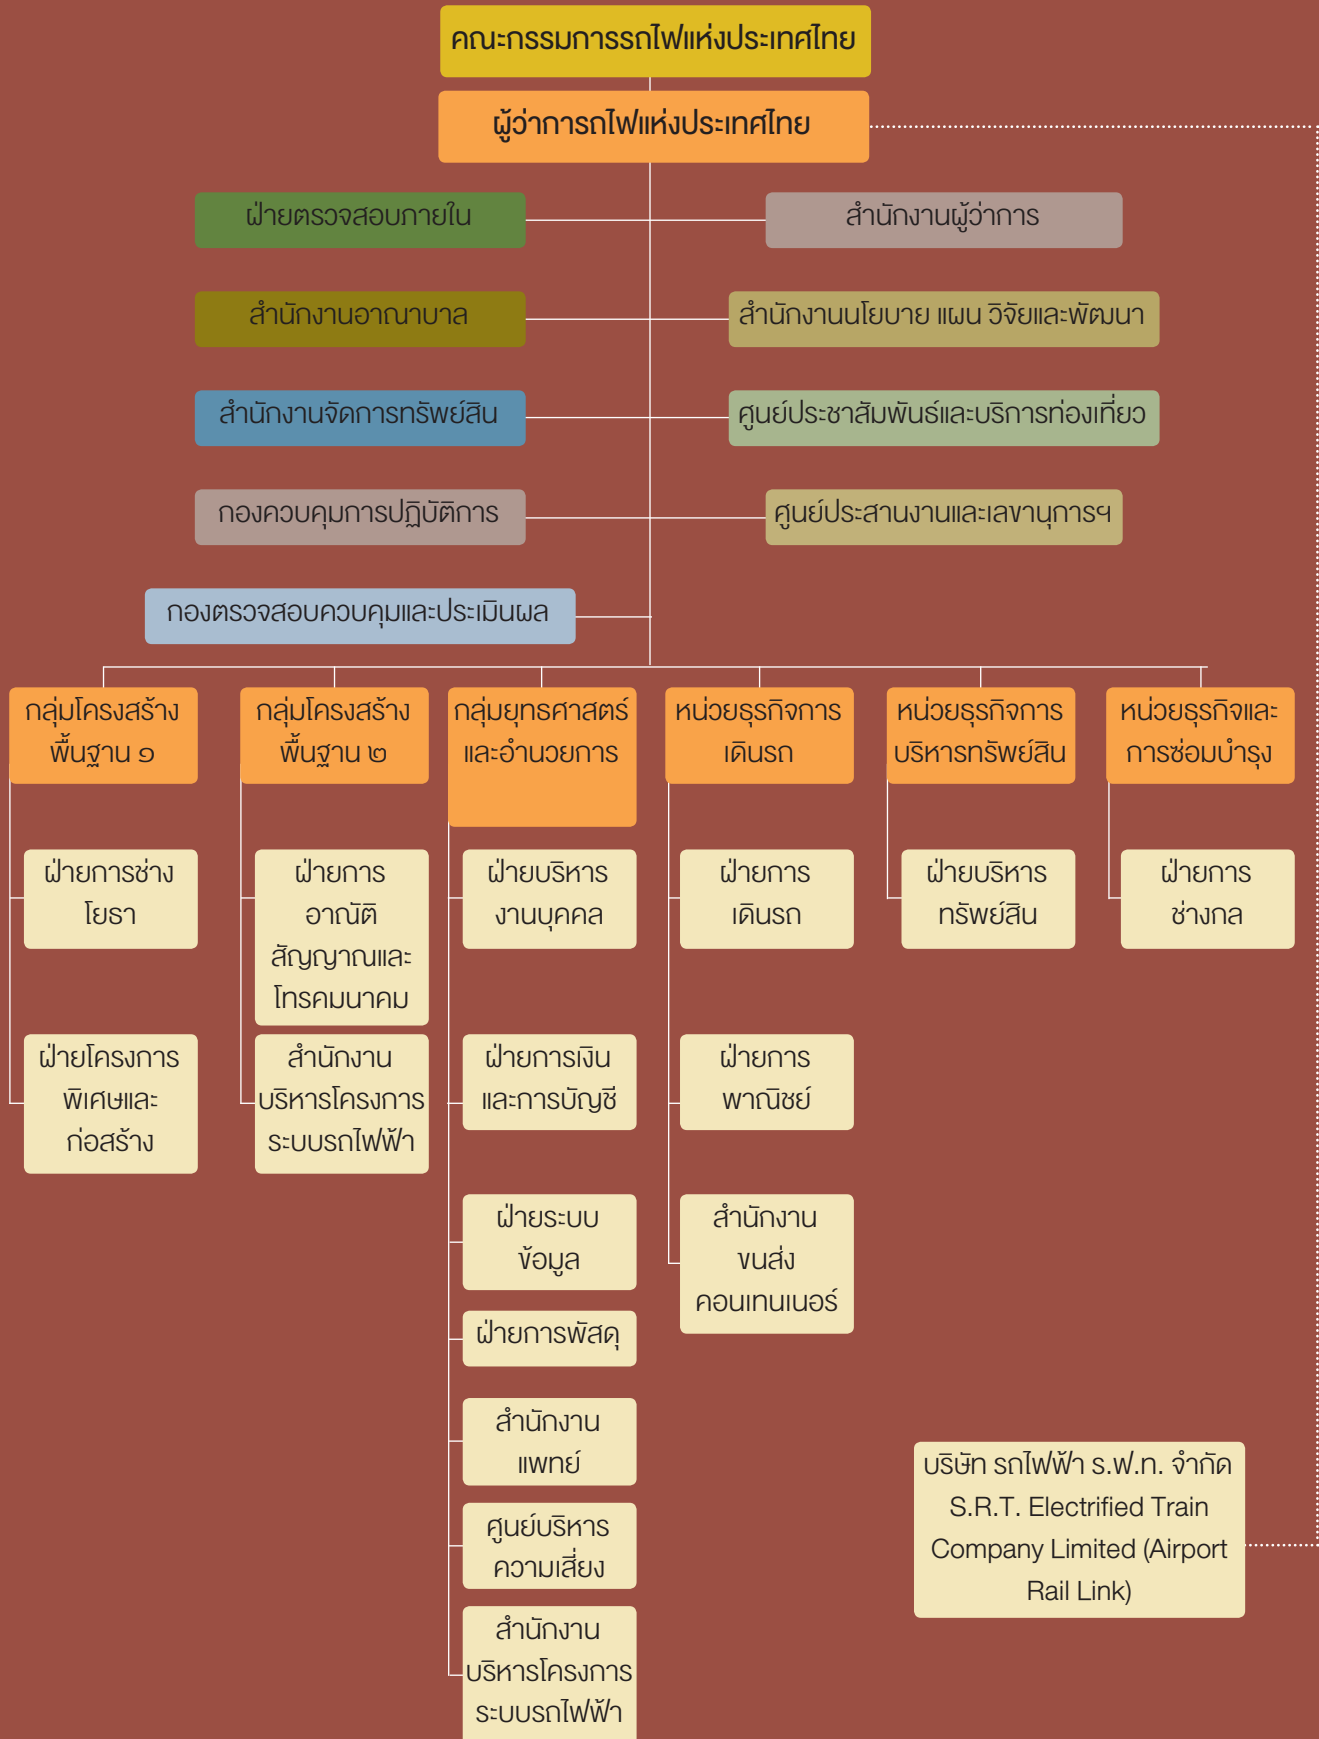 คณะกรรมการรถไฟแห่งประเทศไทย
ผู้ว่าการถไฟแห่งประเทศไทย
ฝ่ายตรวจสอบภายใน
สำนักงานผู้ว่าการ
สำนักงานอาณาบาล
สำนักงานนโยบาย แผน วิจัยและพัฒนา
สำนักงานจัดการทรัพย์สิน
ศูนย์ประชาสัมพันธ์และบริการท่องเที่ยว
กองควบคุมการปฏิบัติการ
ศูนย์ประสานงานและเลขานุการฯ
กองตรวจสอบควบคุมและประเมินผล
กลุ่มโครงสร้าง
พื้นฐาน ๑
กลุ่มโครงสร้าง
พื้นฐาน ๒
กลุ่มยุทธศาสตร์
และอำนวยการ
หน่วยธุรกิจการ
เดินรถ
หน่วยธุรกิจการ
บริหารทรัพย์สิน
หน่วยธุรกิจและ
การซ่อมบำรุง
ฝ่ายการช่าง
โยธา
ฝ่ายโครงการ
พิเศษและ
ก่อสร้าง
ฝ่ายการ
อาณัติ
สัญญาณและ
โทรคมนาคม
สำนักงาน
บริหารโครงการ
ระบบรถไฟฟ้า
ฝ่ายบริหาร
งานบุคคล
ฝ่ายการเงิน
และการบัญชี
ฝ่ายระบบ
ข้อมูล
ฝ่ายการพัสดุ
สำนักงาน
แพทย์
ศูนย์บริหาร
ความเสี่ยง
สำนักงาน
บริหารโครงการ
ระบบรถไฟฟ้า
ฝ่ายการ
เดินรถ
ฝ่ายการ
พาณิชย์
สำนักงาน
ขนส่ง
คอนเทนเนอร์
ฝ่ายบริหาร
ทรัพย์สิน
ฝ่ายการ
ช่างกล
บริษัท รถไฟฟ้า ร.ฟ.ท. จำกัด
S.R.T. Electrified Train
Company Limited (Airport
Rail Link)